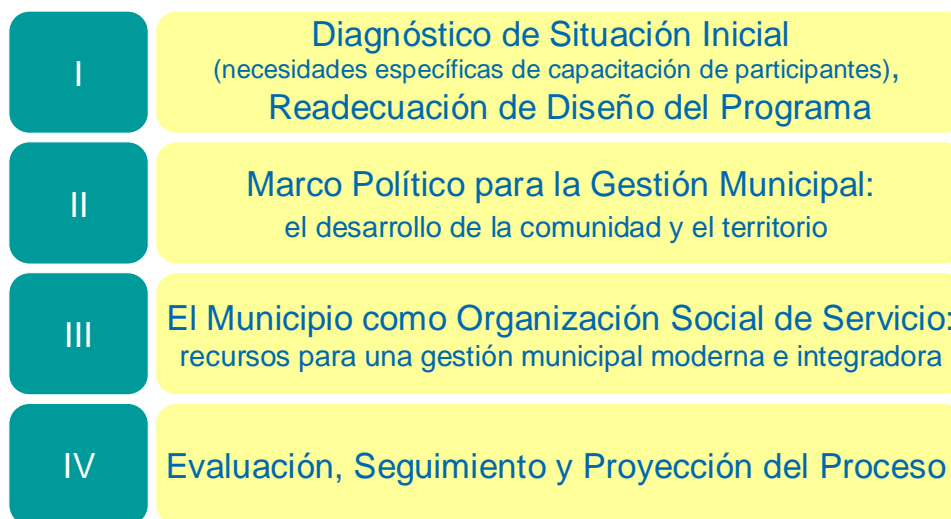 I
Diagnóstico de Situación Inicial
(necesidades específicas de capacitación de participantes),
Readecuación de Diseño del Programa
II
Marco Político para la Gestión Municipal:
el desarrollo de la comunidad y el territorio
III
El Municipio como Organización Social de Servicio:
recursos para una gestión municipal moderna e integradora
IV
Evaluación, Seguimiento y Proyección del Proceso